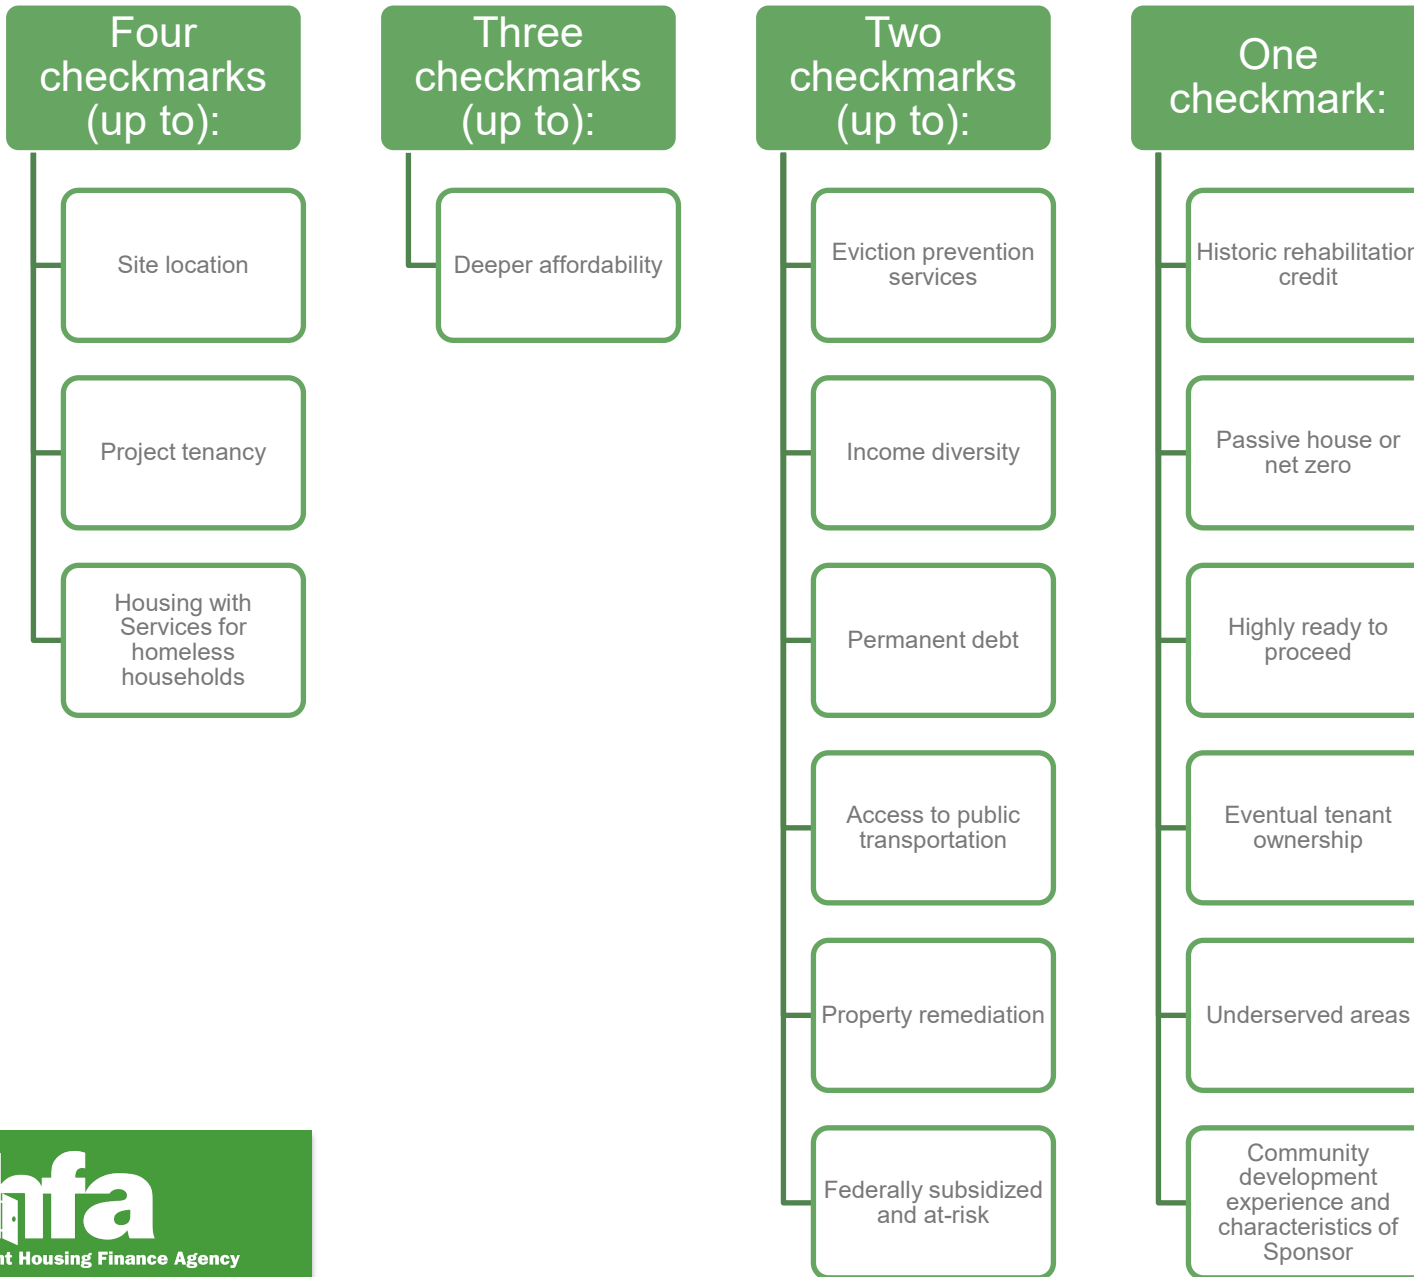 Four
checkmarks
(up to):
Site location
Project tenancy
Housing with
Services for
homeless
households
Three
checkmarks
(up to):
Deeper affordability
Two
checkmarks
(up to):
Eviction prevention
services
Income diversity
Permanent debt
Access to public
transportation
Property remediation
Federally subsidized
and at-risk
One
checkmark:
Historic rehabilitation
credit
Passive house or
net zero
Highly ready to
proceed
Eventual tenant
ownership
Underserved areas
Community
development
experience and
characteristics of
Sponsor
hfa
nt Housing Finance Agency